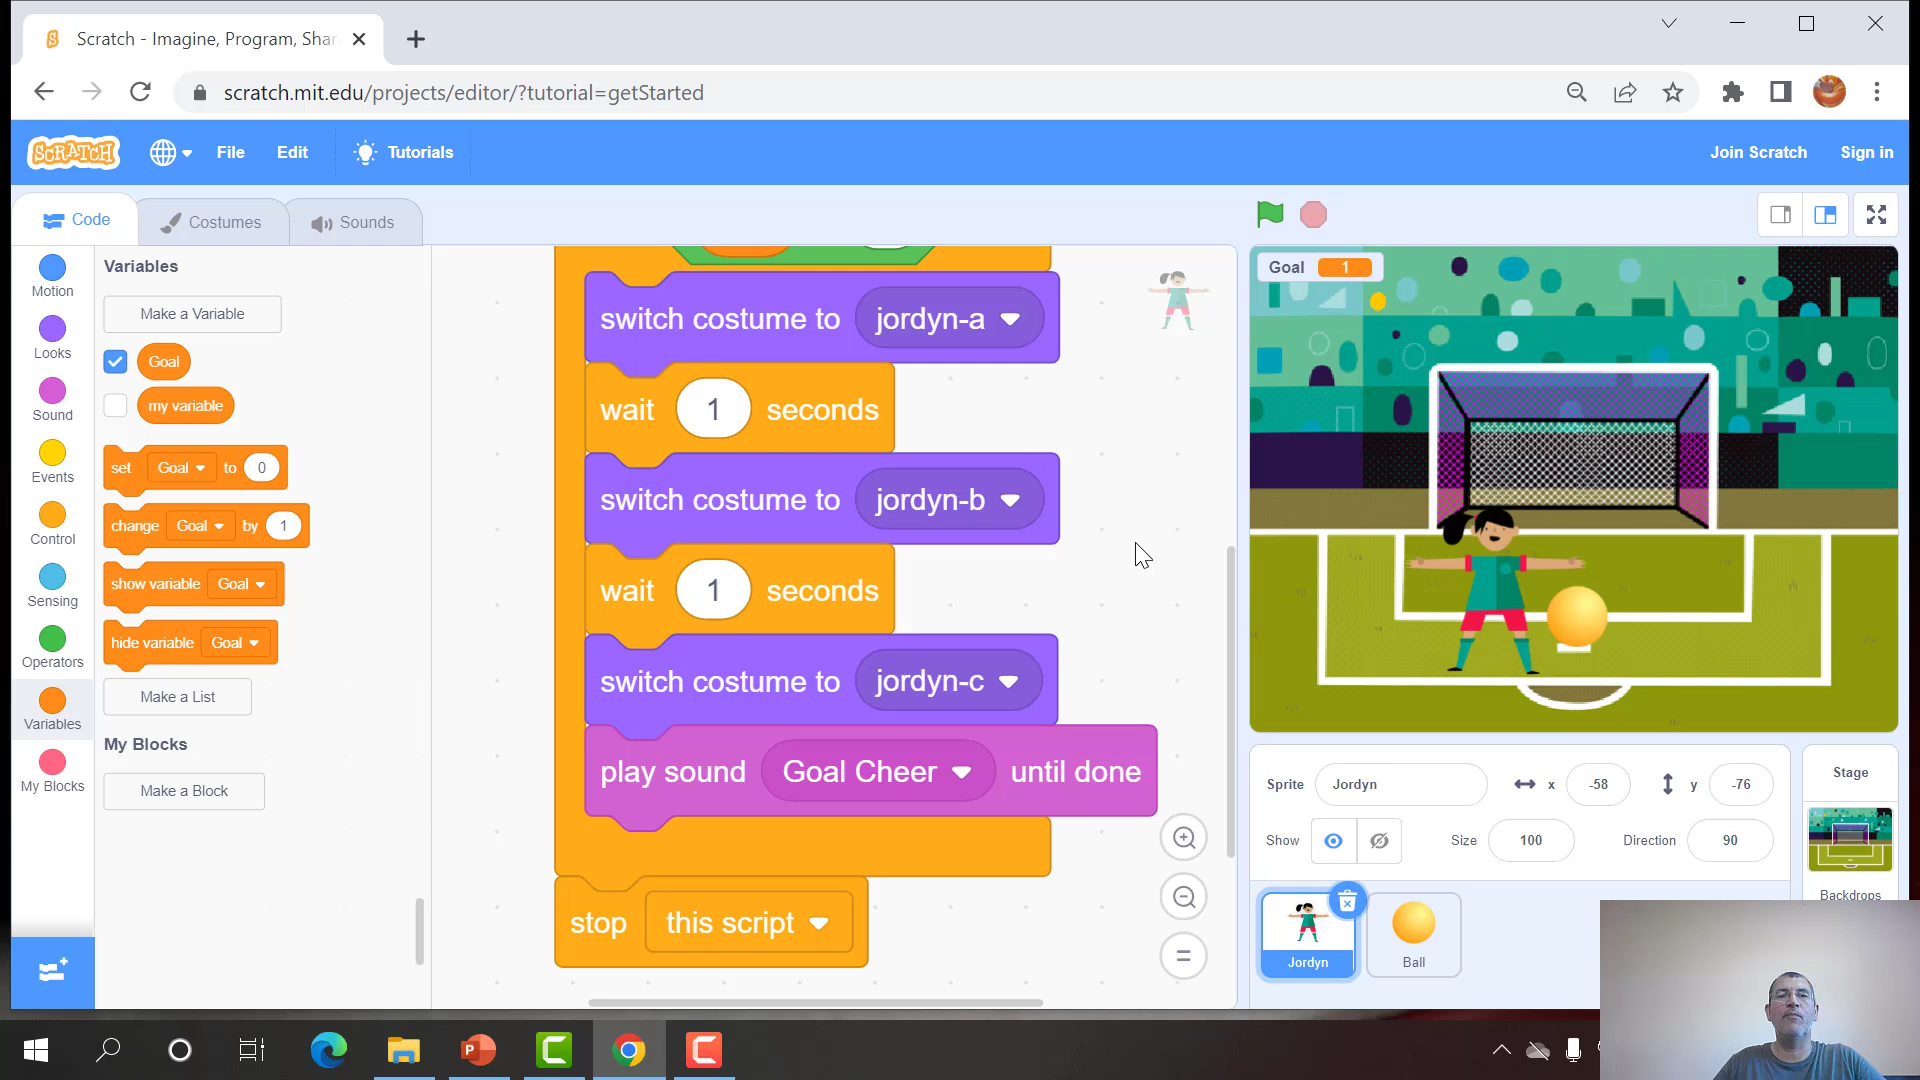 Scratch - Imagine, Program, Shar
scratch.mit.edu/projects/editor/?tutorial=getStarted
SCRATCH
File
Edit
Tutorials
Join Scratch
Sign in
Code
Costumes
Sounds
Motion
Looks
Sound
Events
Control
Sensing
Operators
Variables
My Blocks
Variables
Make a Variable
Goal
my variable
set Goal to 0
change Goal by 1
show variable Goal
hide variable Goal
Make a List
My Blocks
Make a Block
switch costume to jordyn-a
wait 1 seconds
switch costume to jordyn-b
wait 1 seconds
switch costume to jordyn-c
play sound Goal Cheer until done
stop this script
Goal 1
Sprite Jordyn x -58 y -76
Show Size 100 Direction 90
Jordyn
Ball
Stage
Backdrops